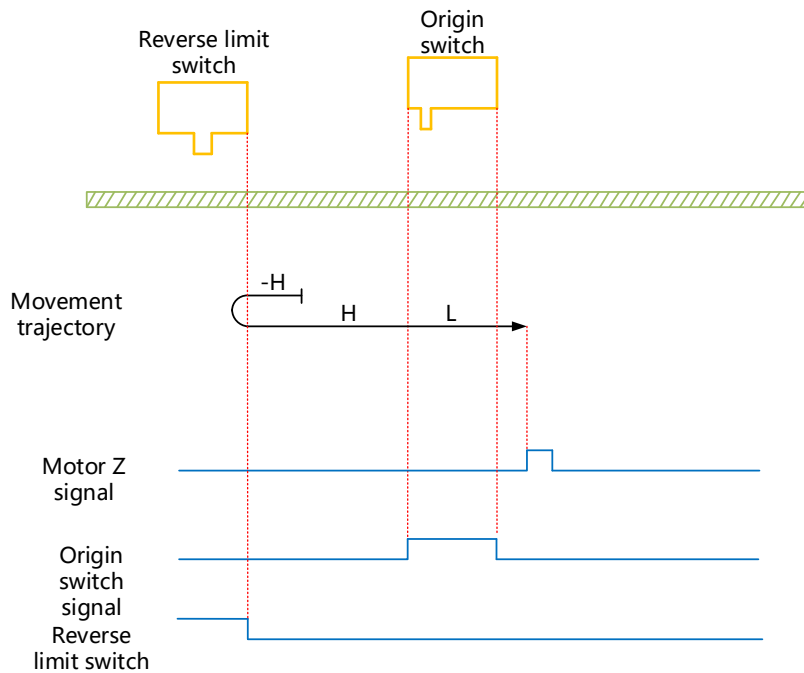 Reverse limit
switch
Origin
switch
-H
Movement
trajectory
H
L
Motor Z
signal
Origin
switch
signal
Reverse
limit switch